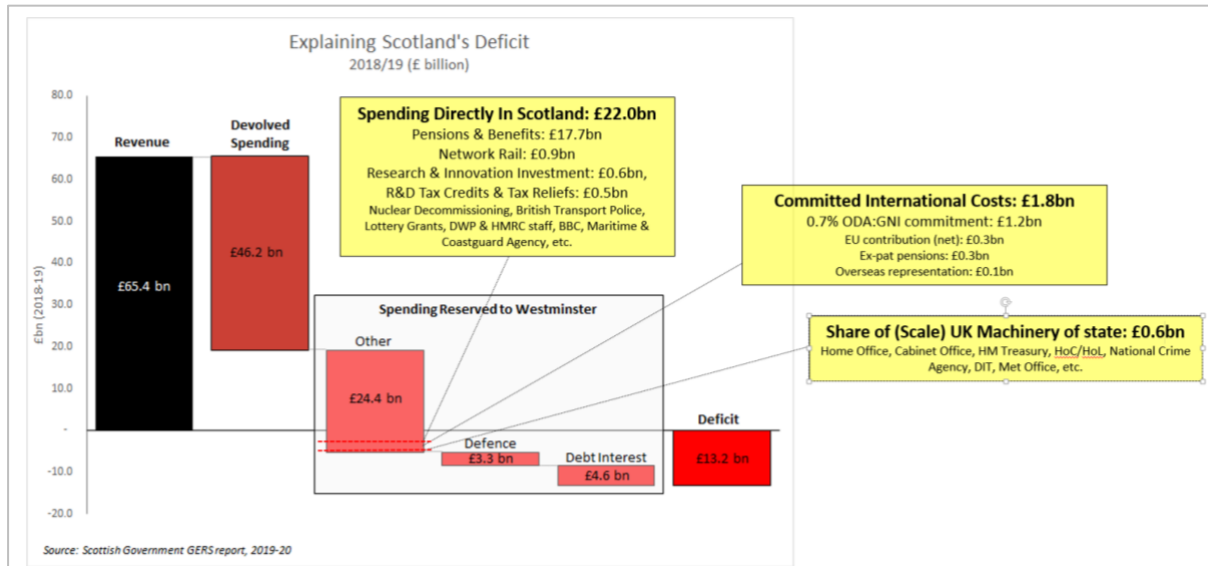 Explaining Scotland's Deficit
2018/19 (£ billion)
£bn (2018-19)
80.0
70.0
60.0
50.0
40.0
30.0
20.0
10.0
-
-10.0
-20.0
Revenue
£65.4 bn
Devolved
Spending
£46.2 bn
Spending Directly In Scotland: £22.0bn
Pensions & Benefits: £17.7bn
Network Rail: £0.9bn
Research & Innovation Investment: £0.6bn,
R&D Tax Credits & Tax Reliefs: £0.5bn
Nuclear Decommissioning, British Transport Police,
Lottery Grants, DWP & HMRC staff, BBC, Maritime &
Coastguard Agency, etc.
Committed International Costs: £1.8bn
0.7% ODA:GNI commitment: £1.2bn
EU contribution (net): £0.3bn
Ex-pat pensions: £0.3bn
Overseas representation: £0.1bn
Share of (Scale) UK Machinery of state: £0.6bn
Home Office, Cabinet Office, HM Treasury, HoC/HoL, National Crime
Agency, DIT, Met Office, etc.
Spending Reserved to Westminster
Other
£24.4 bn
Defence
£3.3 bn
Debt Interest
£4.6 bn
Deficit
£13.2 bn
Source: Scottish Government GERS report, 2019-20